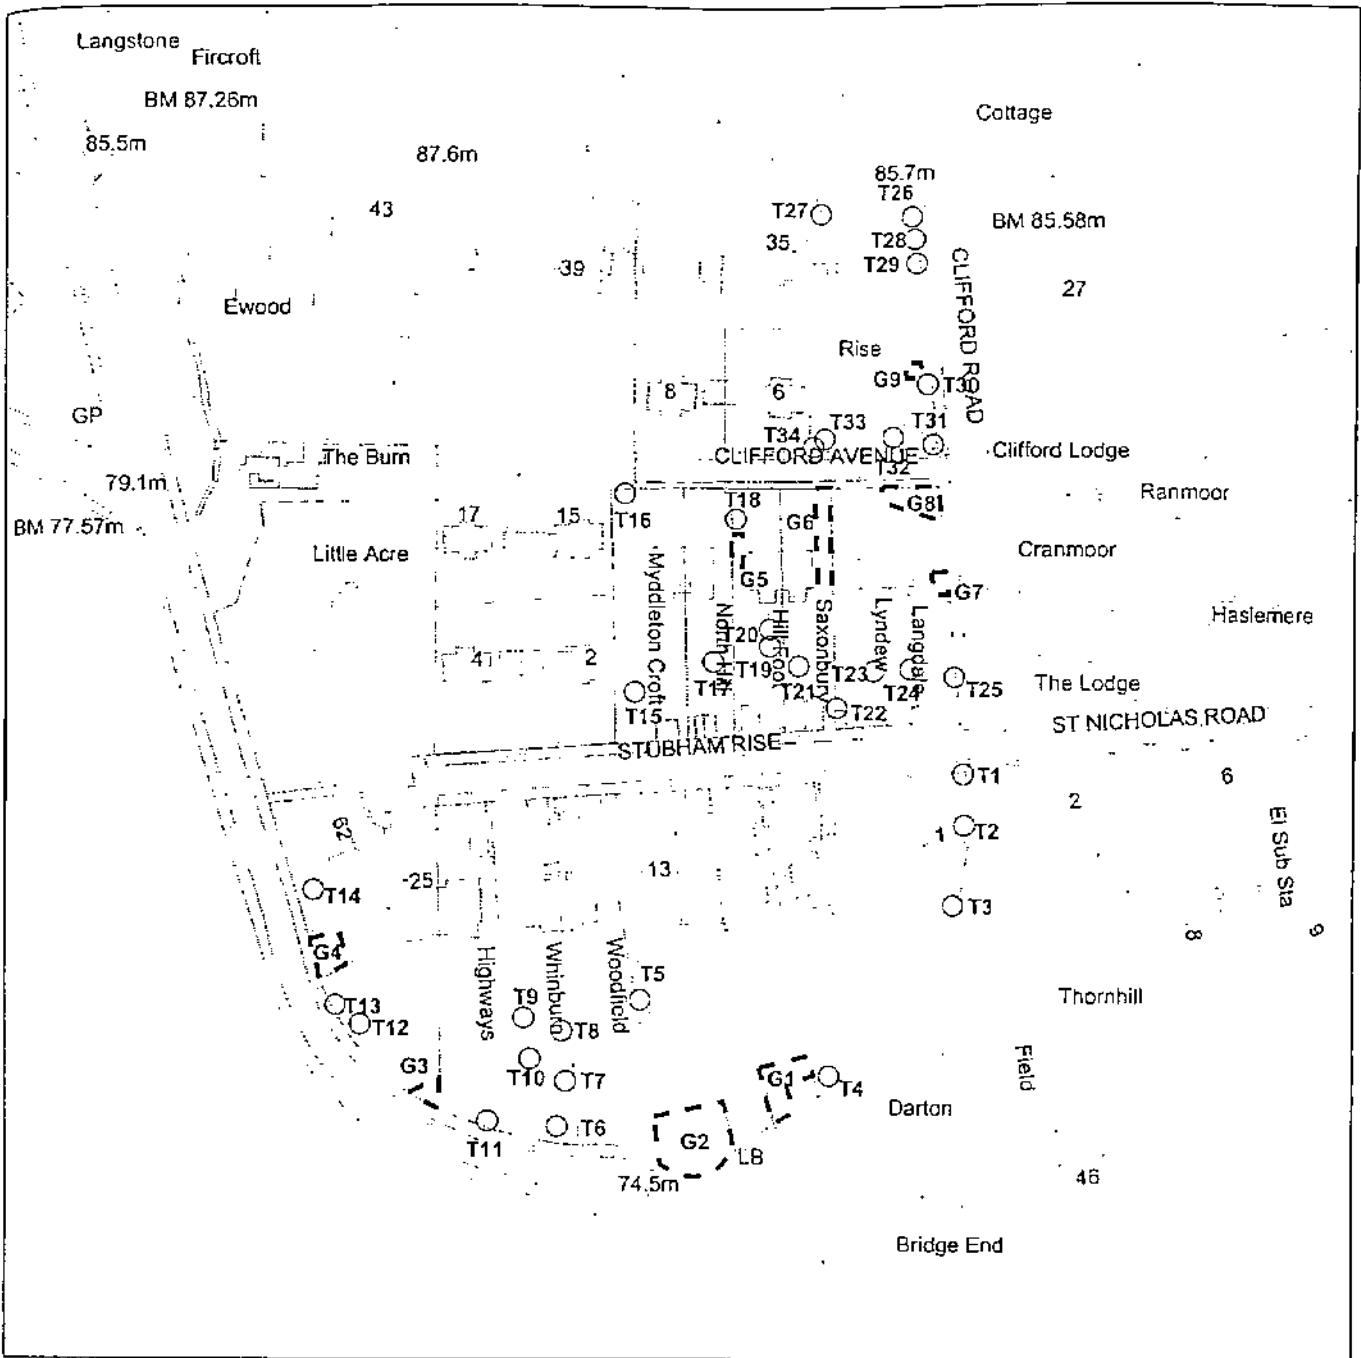 Langstone
Fircroft
BM 87.26m
Cottage
85.5m
87.6m
85.7m
T26
43
T27
BM 85.58m
35
T28
39
T29
CLIFFORD ROAD
27
Ewood
Rise
G9
T30
8
6
GP
T33
T31
T34
The Burn
CLIFFORD AVENUE
Clifford Lodge
T32
79.1m
Ranmoor
T16
T18
G8
17
15
G6
BM 77.57m
Little Acre
Cranmoor
G5
G7
Myddleton Croft
North Hill
Saxonbury
Lyndew
Langdale
Haslemere
T20
41
2
T17
T19
T21
T23
T24
T25
The Lodge
T15
T22
ST NICHOLAS ROAD
STUBHAM RISE
T1
6
2
El Sub Sta
62
1
T2
25
13
T14
T3
8
9
G4
Highways
Whinburn
Woodfield
T5
Thornhill
T13
T9
T12
T8
G3
Field
T10
T7
G1
T4
Darton
T11
T6
G2
LB
74.5m
46
Bridge End